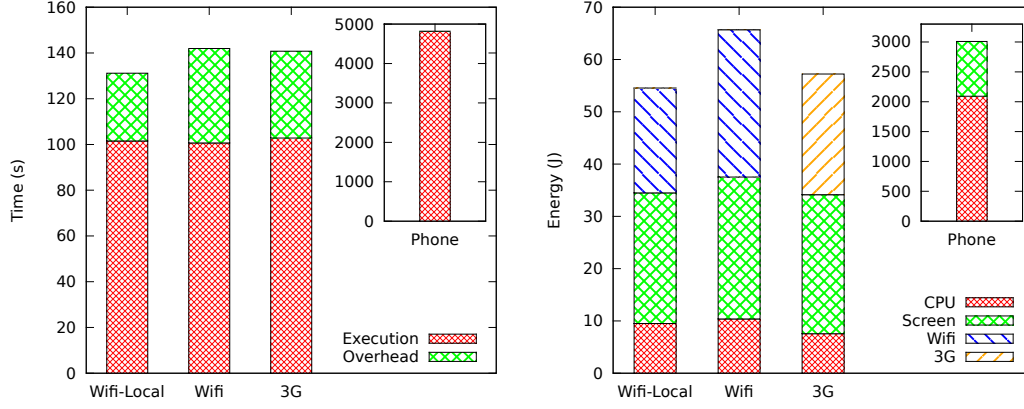 160
140
120
100
80
60
40
20
0
Time (s)
Wifi-Local
Wifi
3G
5000
4000
3000
2000
1000
0
Phone
Execution
Overhead
70
60
50
40
30
20
10
0
Energy (J)
Wifi-Local
Wifi
3G
3000
2500
2000
1500
1000
500
0
Phone
CPU
Screen
Wifi
3G